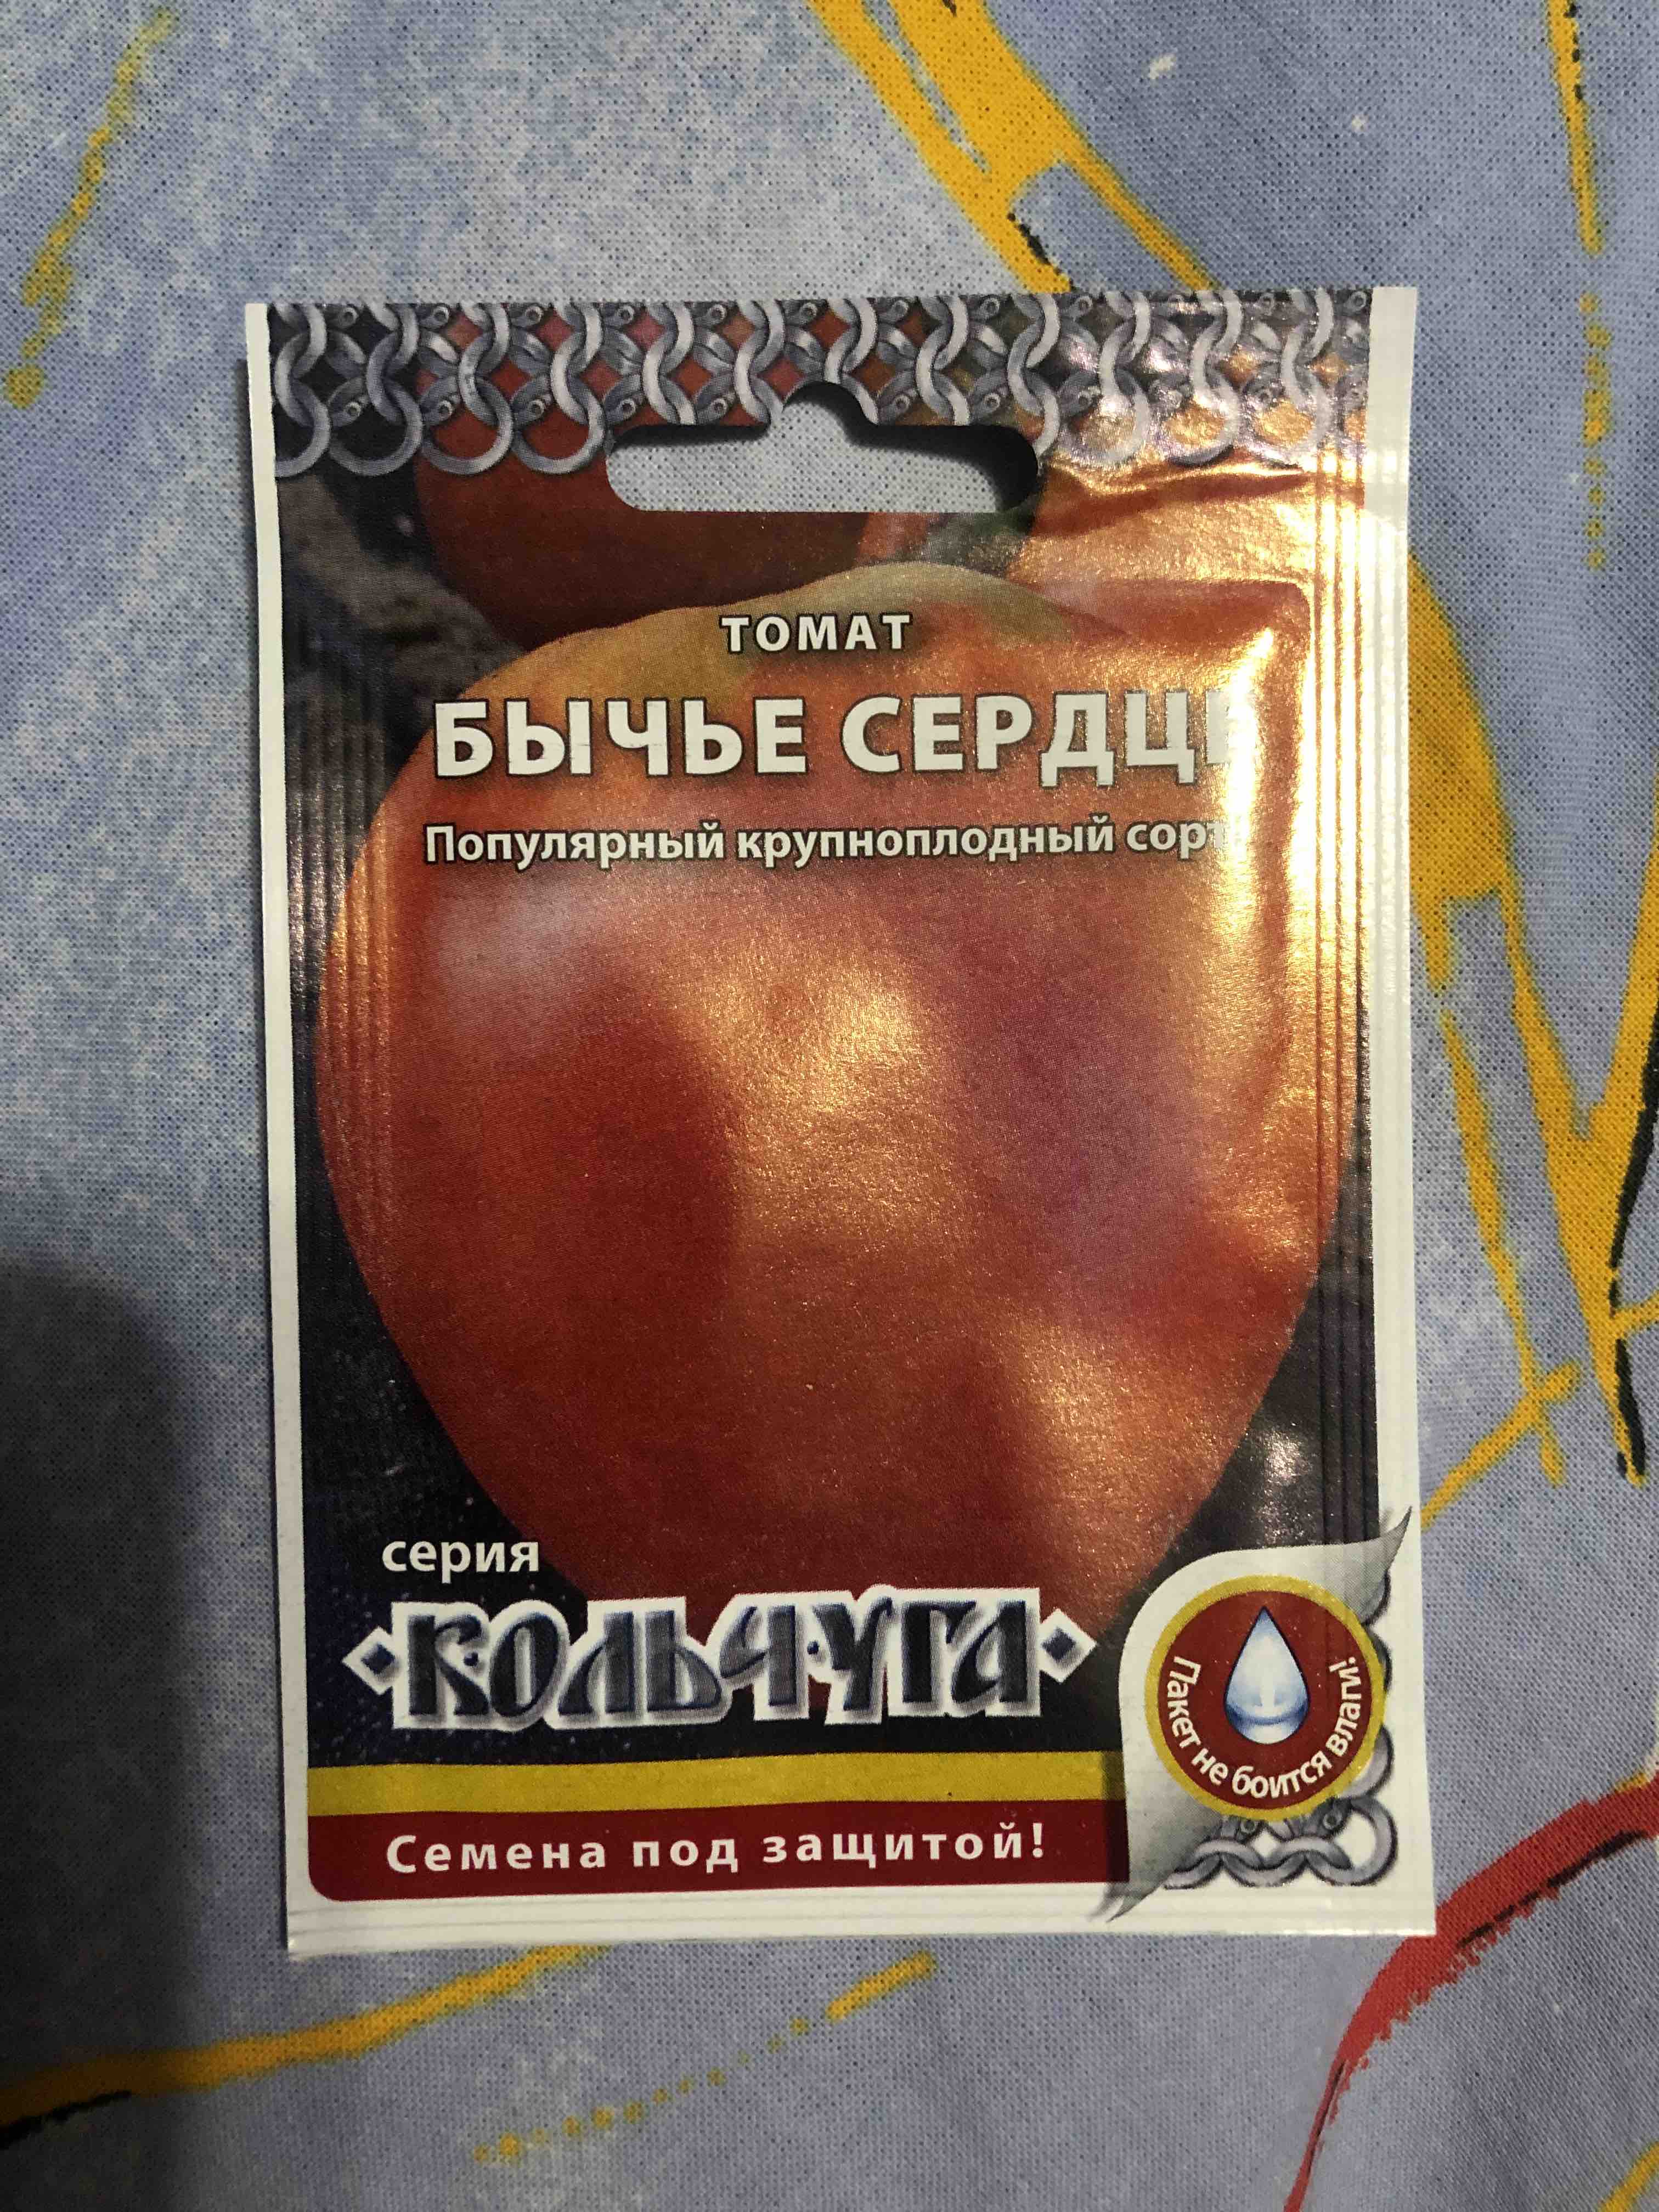 ТОМАТ
БЫЧЬЕ СЕРДЦЕ
Популярный крупноплодный сорт
серия
КОЛЬЧУГА
Пакет не боится влаги!
Семена под защитой!